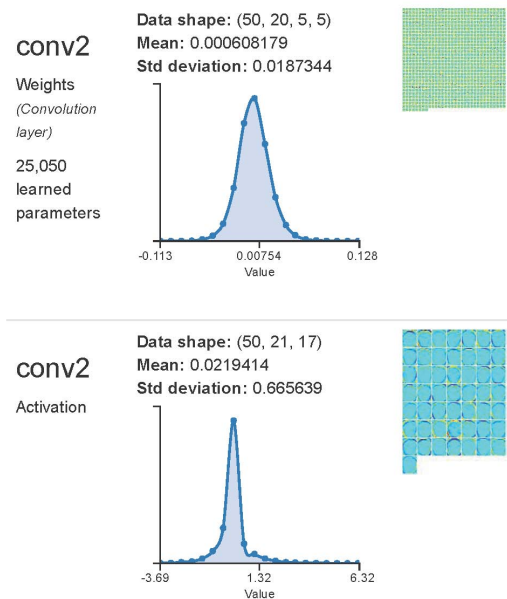 conv2
Weights
(Convolution
layer)
25,050
learned
parameters
Data shape: (50, 20, 5, 5)
Mean: 0.000608179
Std deviation: 0.0187344
-0.113 0.00754 0.128
Value
conv2
Activation
Data shape: (50, 21, 17)
Mean: 0.0219414
Std deviation: 0.665639
-3.69 1.32 6.32
Value